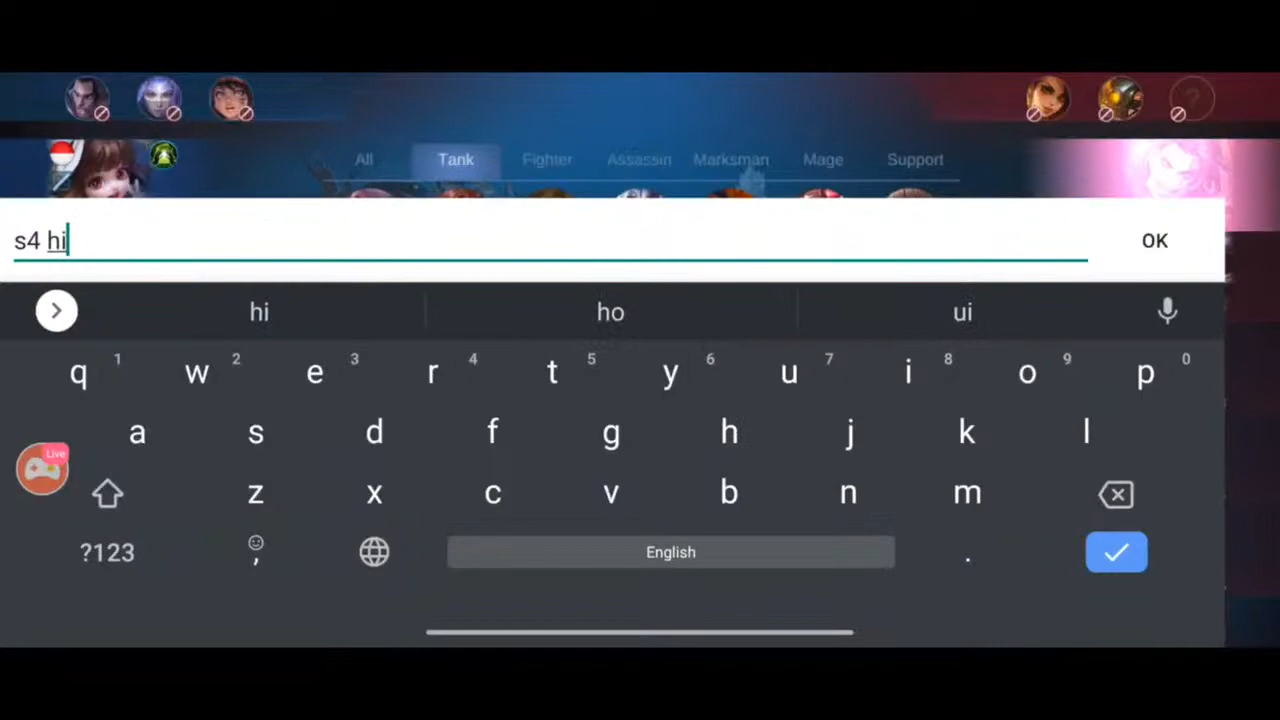 All Tank Fighter Assassin Marksman Mage Support
s4 hi OK
hi ho ui
q 1 w 2 e 3 r 4 t 5 y 6 u 7 i 8 o 9 p 0
a s d f g h j k l
Live
z x c v b n m
?123 , English .